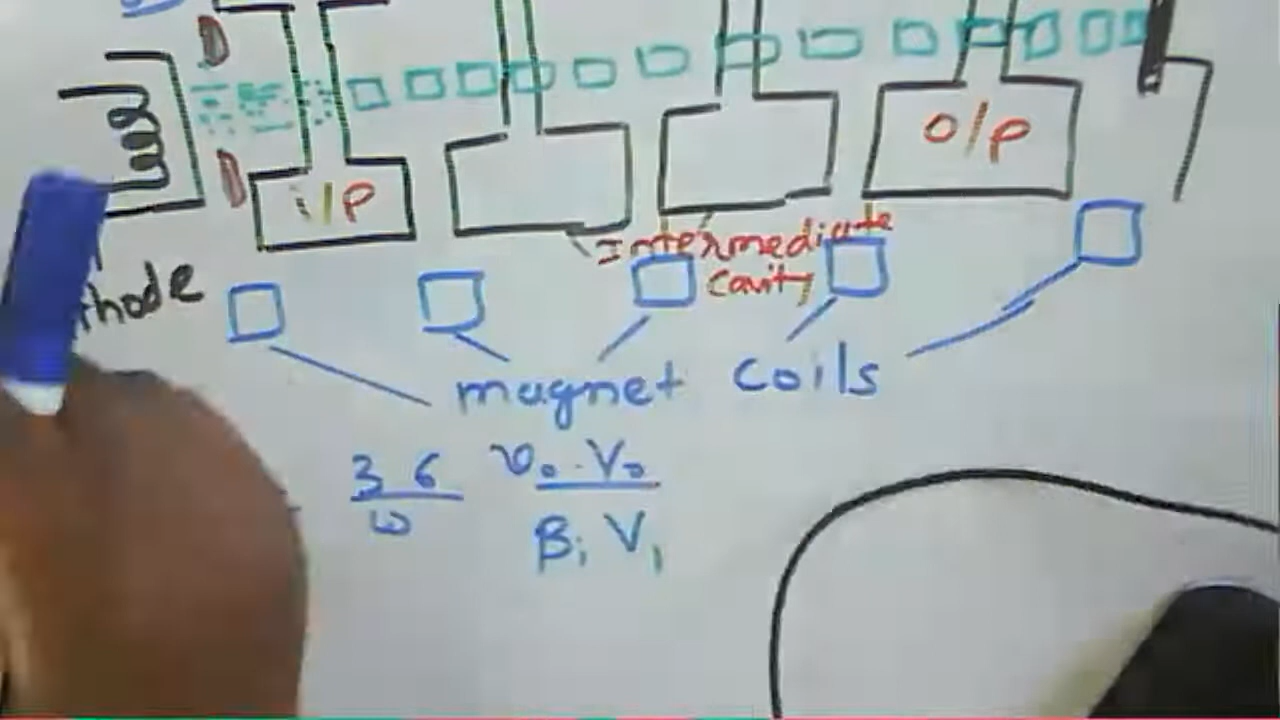 I/P
O/P
Intermediate
Cavity
thode
magnet coils
3 6 v₀ . V₀
ω βᵢ V₁